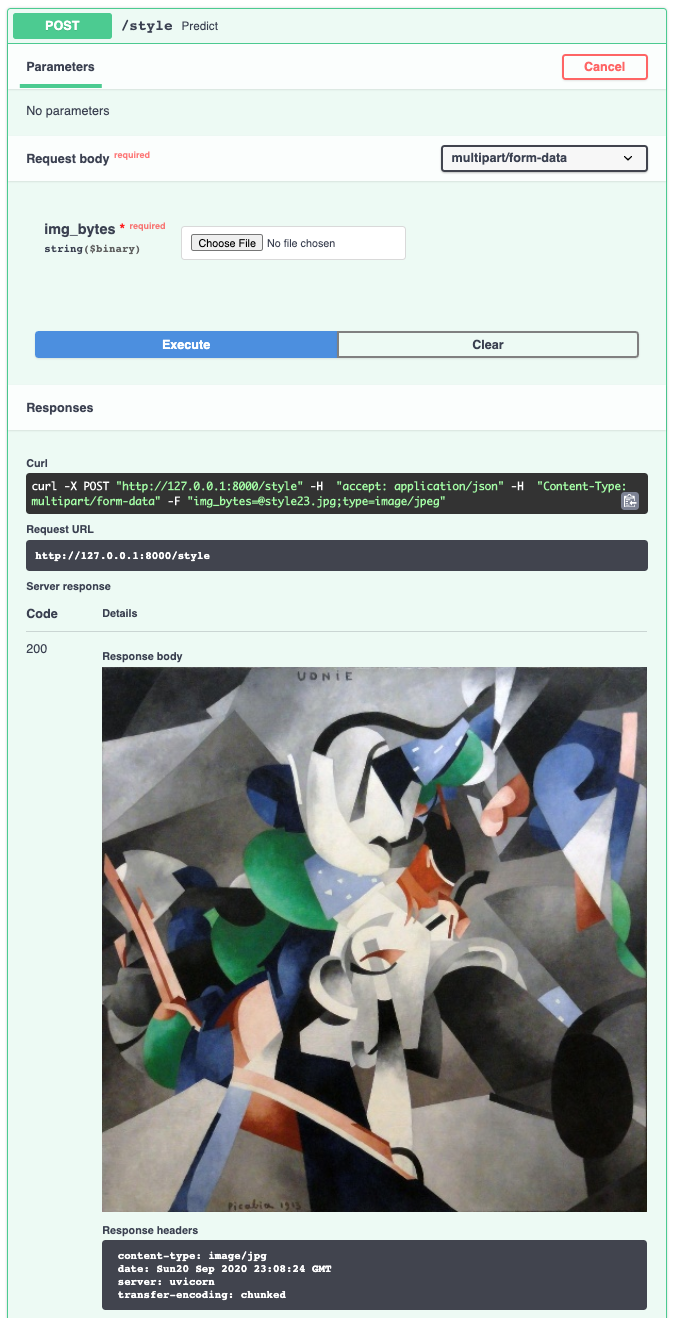 POST /style Predict
Parameters Cancel
No parameters
Request body required multipart/form-data
img_bytes * required
string($binary)
Choose File No file chosen
Execute Clear
Responses
Curl
curl -X POST "http://127.0.0.1:8000/style" -H  "accept: application/json" -H  "Content-Type:
multipart/form-data" -F "img_bytes=@style23.jpg;type=image/jpeg"
Request URL
http://127.0.0.1:8000/style
Server response
Code Details
200
Response body
UDNIE
Picabia 1913
Response headers
content-type: image/jpg
date: Sun20 Sep 2020 23:08:24 GMT
server: uvicorn
transfer-encoding: chunked